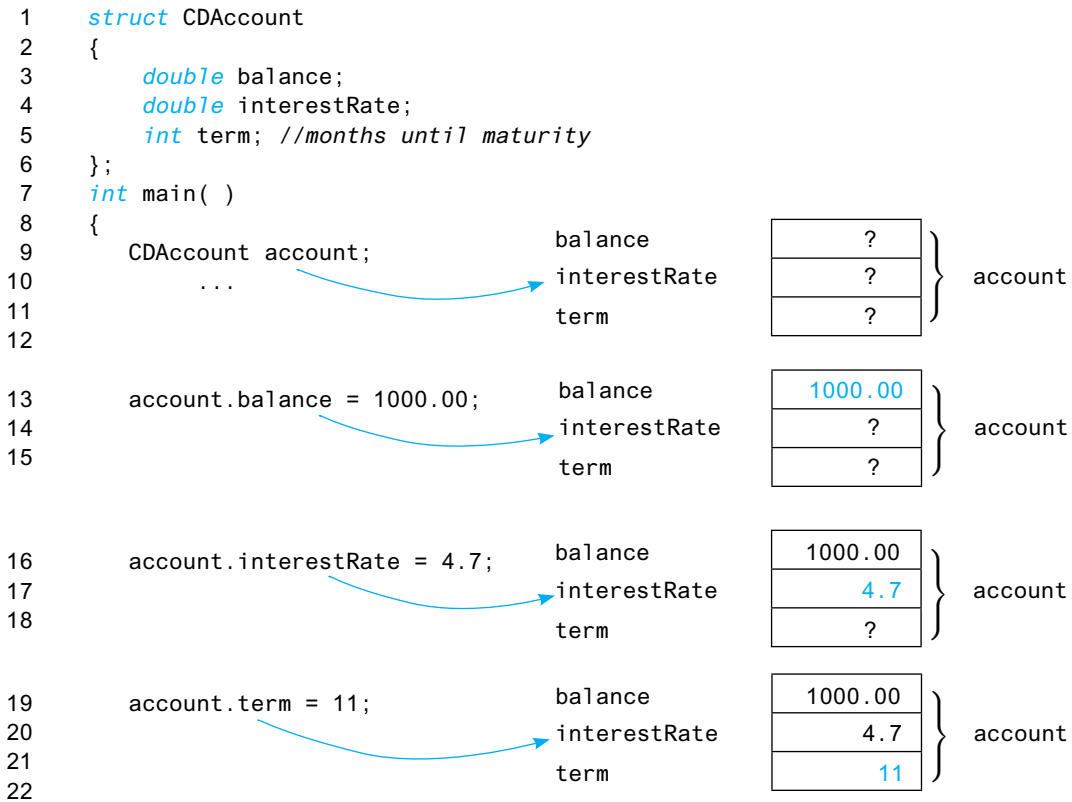 1 struct CDAccount
2 {
3 double balance;
4 double interestRate;
5 int term; //months until maturity
6 };
7 int main( )
8 {
9 CDAccount account;
10 ...
11
12
balance ?
interestRate ? account
term ?
13 account.balance = 1000.00;
14
15
balance 1000.00
interestRate ? account
term ?
16 account.interestRate = 4.7;
17
18
balance 1000.00
interestRate 4.7 account
term ?
19 account.term = 11;
20
21
22
balance 1000.00
interestRate 4.7 account
term 11